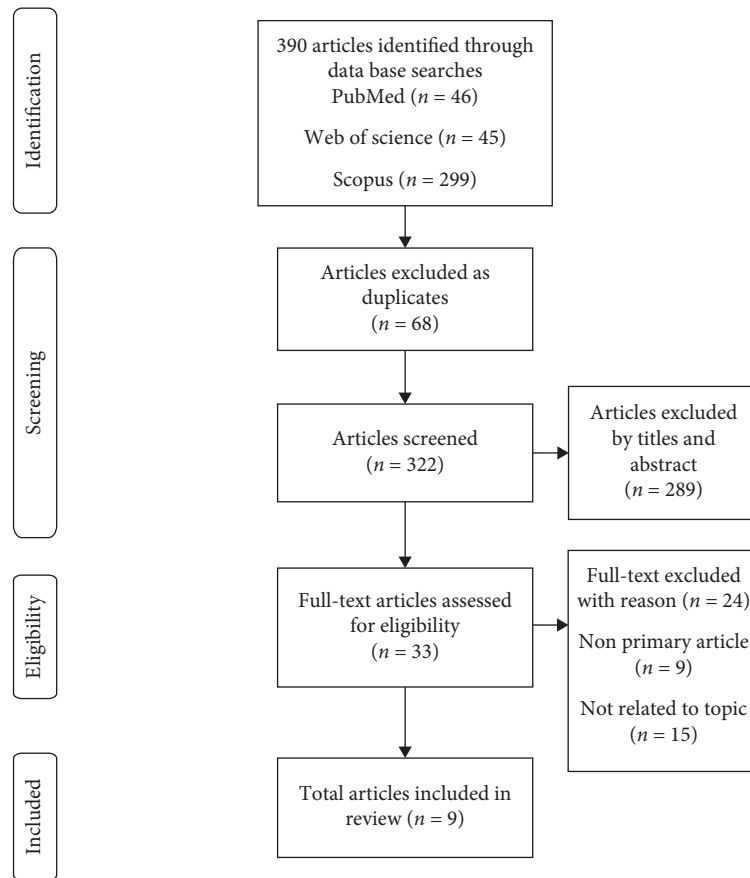 Identification
390 articles identified through
data base searches
PubMed (n = 46)
Web of science (n = 45)
Scopus (n = 299)
Screening
Articles excluded as
duplicates
(n = 68)
Articles screened
(n = 322)
Articles excluded
by titles and
abstract
(n = 289)
Eligibility
Full-text articles assessed
for eligibility
(n = 33)
Full-text excluded
with reason (n = 24)
Non primary article
(n = 9)
Not related to topic
(n = 15)
Included
Total articles included in
review (n = 9)